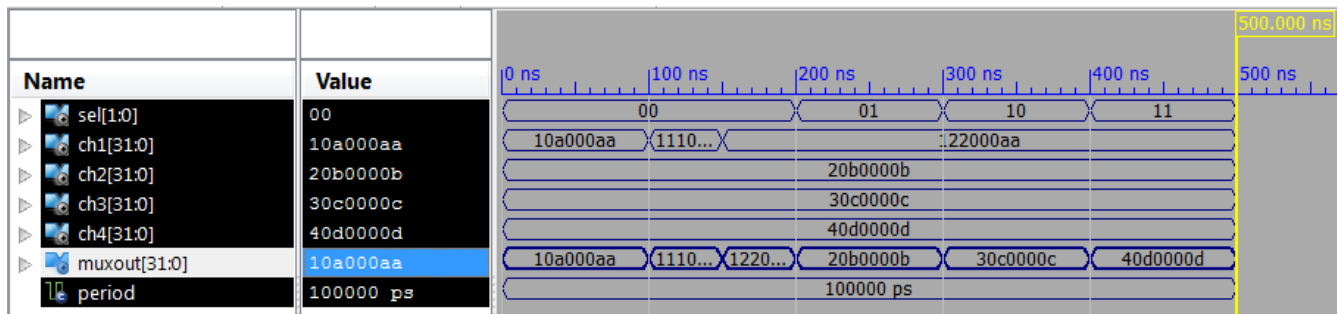 500.000 ns
Name Value 0 ns 100 ns 200 ns 300 ns 400 ns 500 ns
sel[1:0] 00 00 01 10 11
ch1[31:0] 10a000aa 10a000aa 1110... 122000aa
ch2[31:0] 20b0000b 20b0000b
ch3[31:0] 30c0000c 30c0000c
ch4[31:0] 40d0000d 40d0000d
muxout[31:0] 10a000aa 10a000aa 1110... 1220... 20b0000b 30c0000c 40d0000d
period 100000 ps 100000 ps